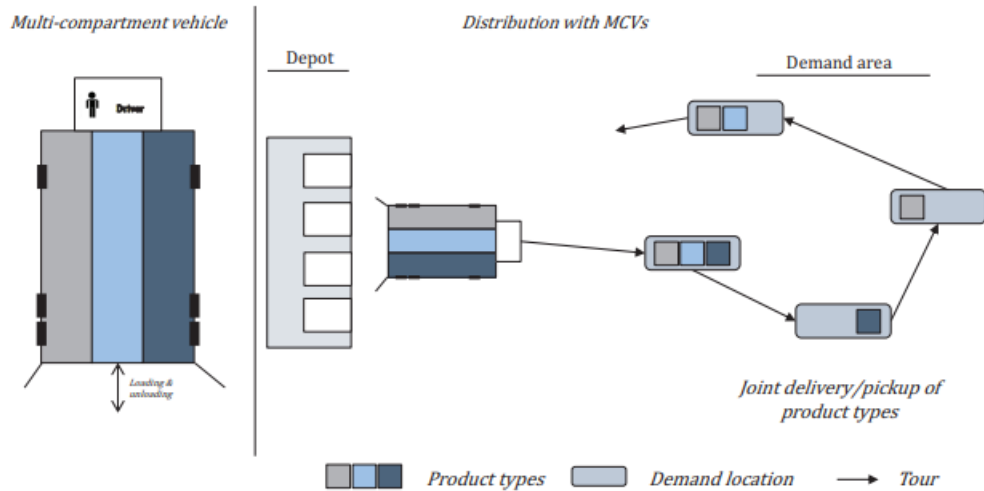 Multi-compartment vehicle
Driver
Loading &
unloading
Distribution with MCVs
Depot
Demand area
Joint delivery/pickup of
product types
Product types
Demand location
Tour